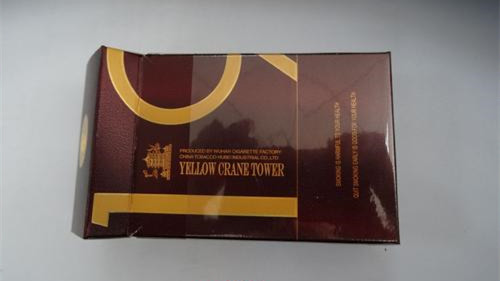 PRODUCED BY WUHAN CIGARETTE FACTORY
CHINA TOBACCO HUBEI INDUSTRIAL CO.,LTD
YELLOW CRANE TOWER
SMOKING IS HARMFUL TO YOUR HEALTH
QUIT SMOKING EARLY IS GOOD FOR YOUR HEALTH